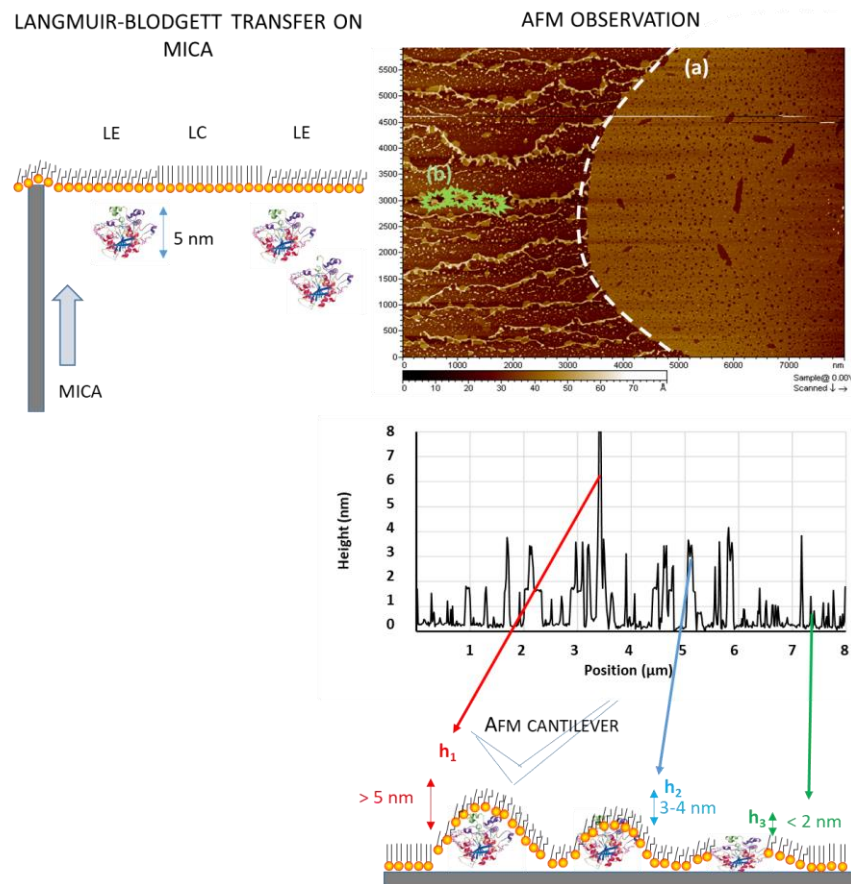 LANGMUIR-BLODGETT TRANSFER ON
MICA
AFM OBSERVATION
LE
LC
LE
5 nm
MICA
(a)
(b)
5500
5000
4500
4000
3500
3000
2500
2000
1500
1000
500
0
1000
2000
3000
4000
5000
6000
7000
nm
0
10
20
30
40
50
60
70
Å
Sample@ 0.00V
Scanned ↓ →
8
7
6
5
4
3
2
1
0
Height (nm)
1
2
3
4
5
6
7
8
Position (µm)
AFM CANTILEVER
h1
> 5 nm
h2
3-4 nm
h3
< 2 nm